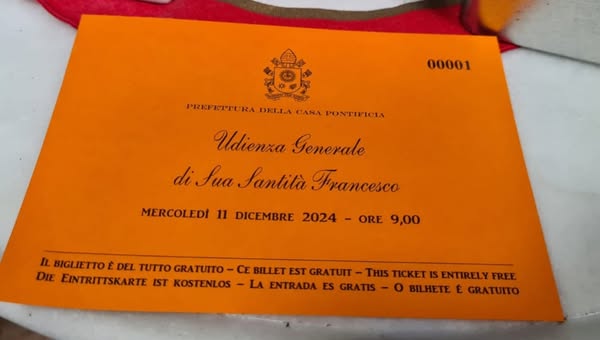 00001
PREFETTURA DELLA CASA PONTIFICIA
Udienza Generale
di Sua Santità Francesco
MERCOLEDÌ 11 DICEMBRE 2024 – ORE 9,00
IL BIGLIETTO È DEL TUTTO GRATUITO – CE BILLET EST GRATUIT – THIS TICKET IS ENTIRELY FREE
DIE EINTRITTSKARTE IST KOSTENLOS – LA ENTRADA ES GRATIS – O BILHETE É GRATUITO